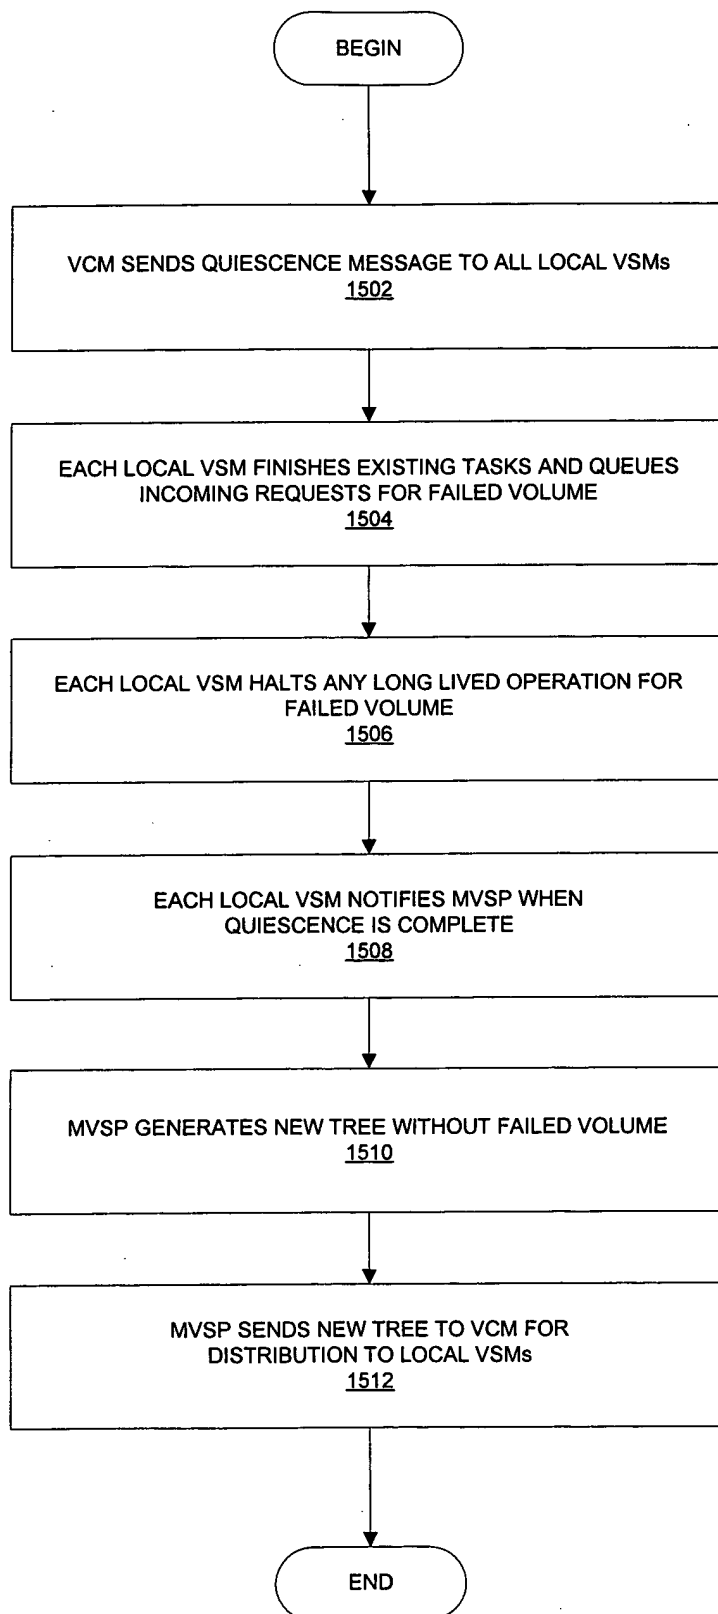 BEGIN
VCM SENDS QUIESCENCE MESSAGE TO ALL LOCAL VSMs
1502
EACH LOCAL VSM FINISHES EXISTING TASKS AND QUEUES
INCOMING REQUESTS FOR FAILED VOLUME
1504
EACH LOCAL VSM HALTS ANY LONG LIVED OPERATION FOR
FAILED VOLUME
1506
EACH LOCAL VSM NOTIFIES MVSP WHEN
QUIESCENCE IS COMPLETE
1508
MVSP GENERATES NEW TREE WITHOUT FAILED VOLUME
1510
MVSP SENDS NEW TREE TO VCM FOR
DISTRIBUTION TO LOCAL VSMs
1512
END